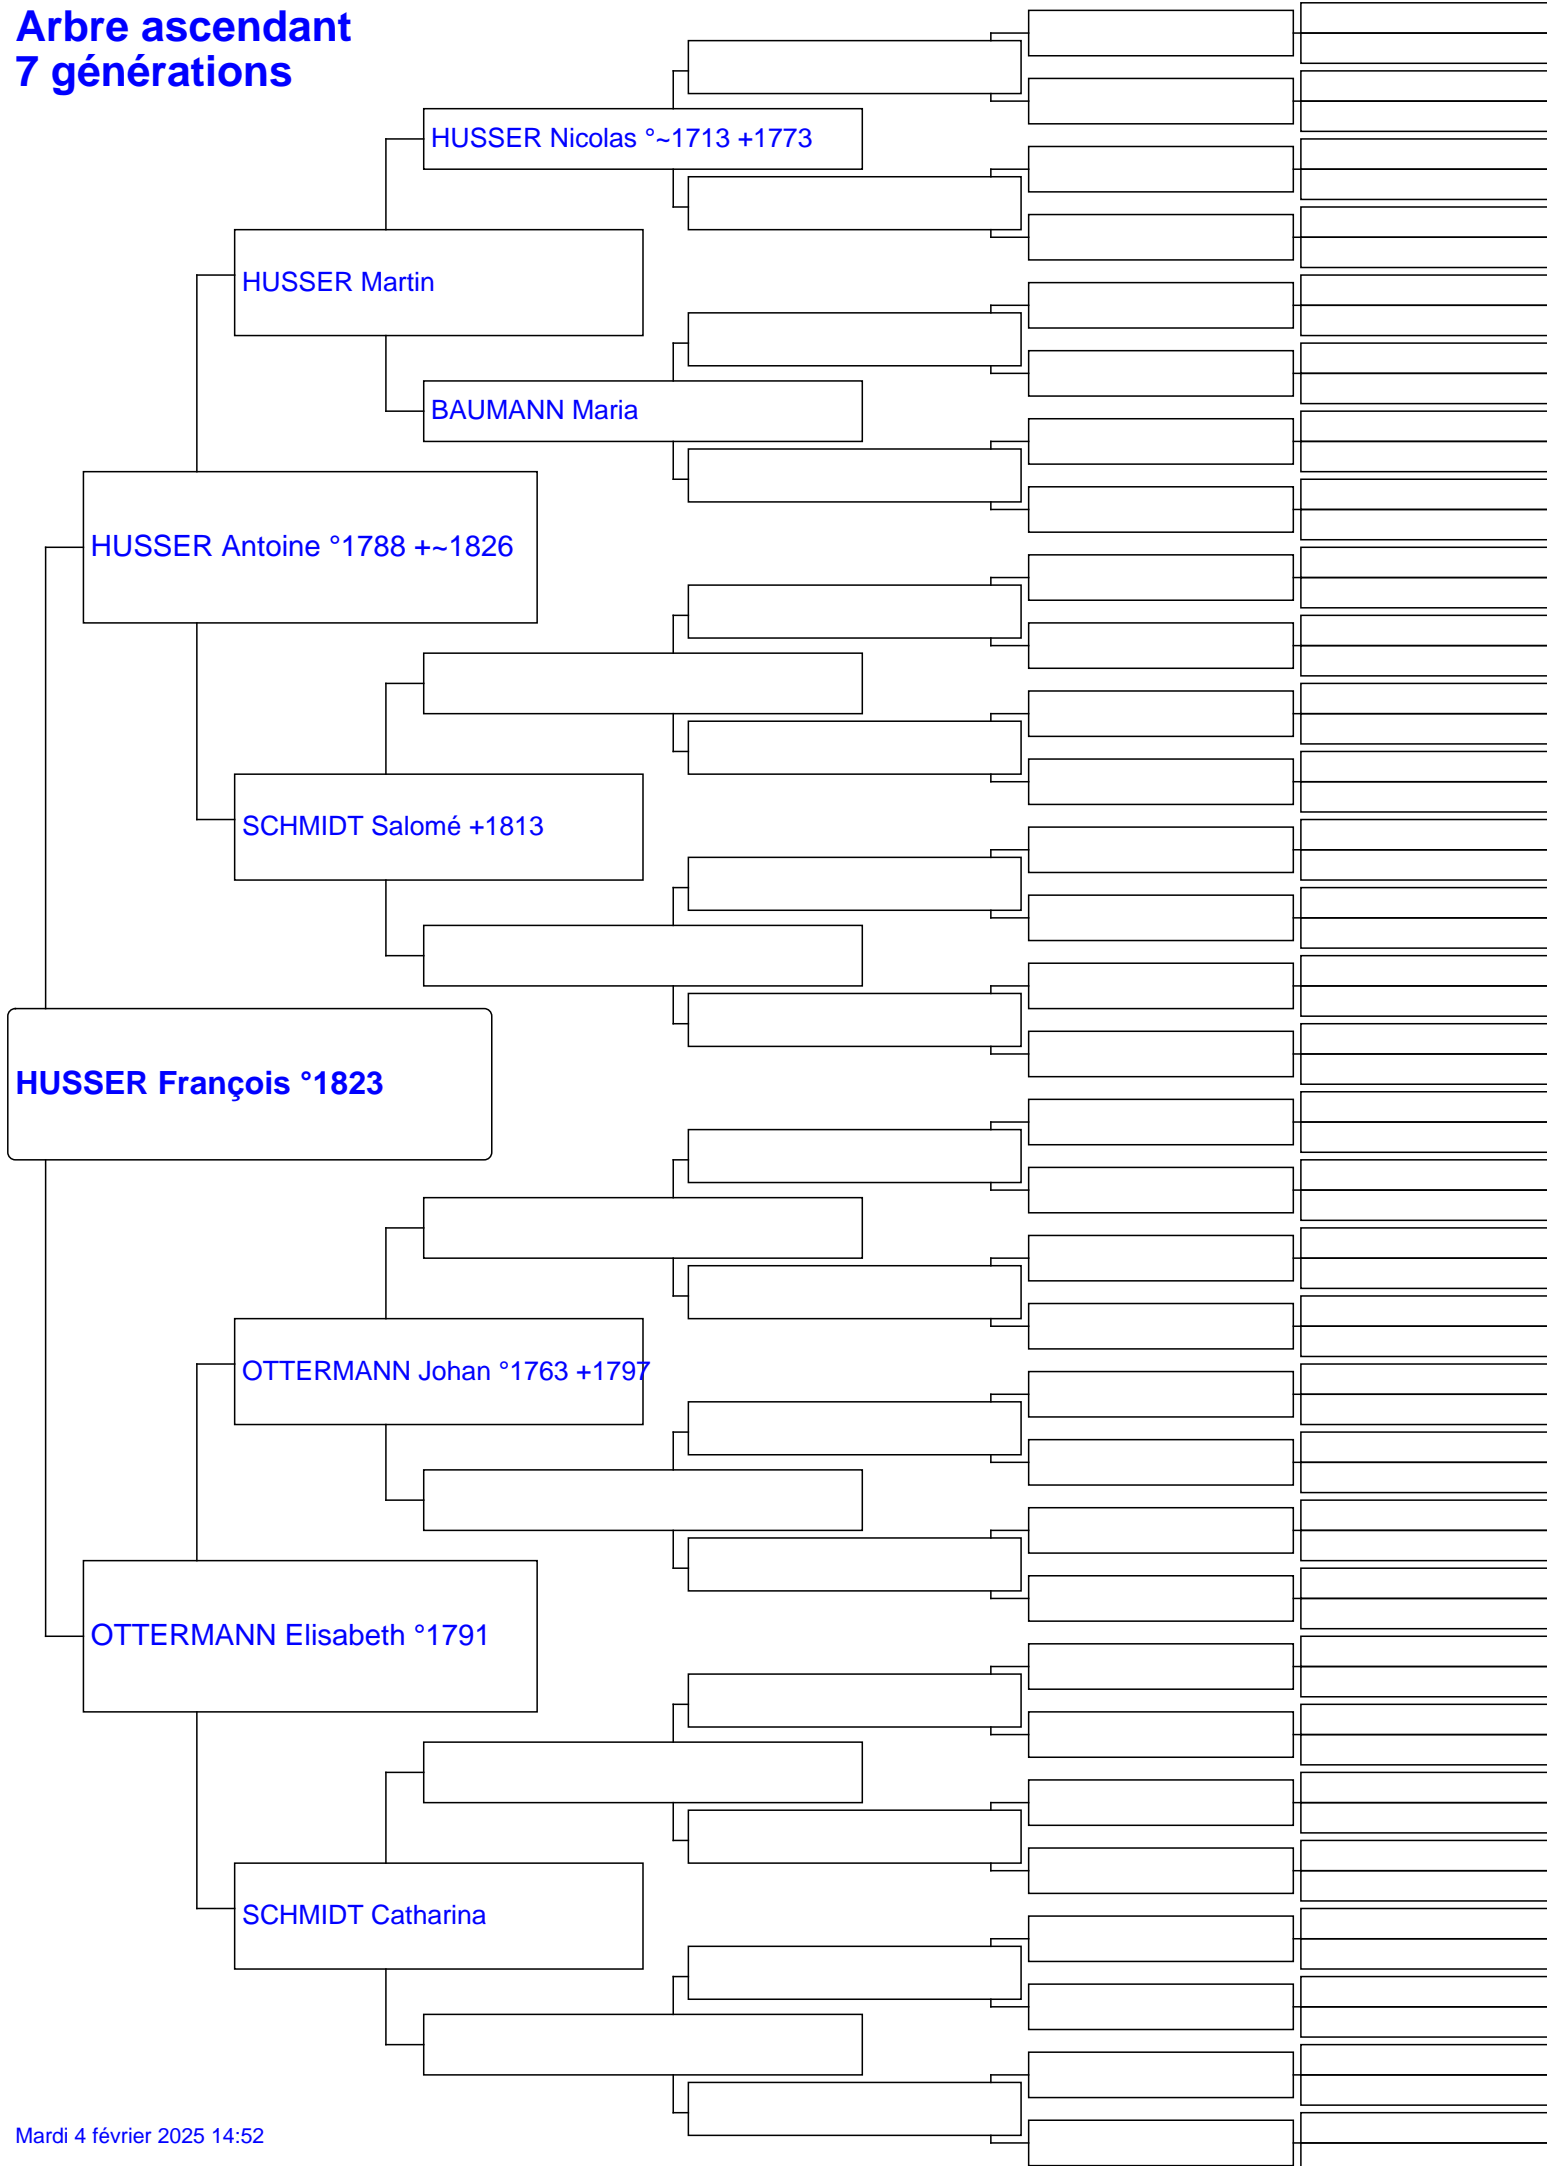 Arbre ascendant
7 générations
HUSSER Nicolas °~1713 +1773
HUSSER Martin
BAUMANN Maria
HUSSER Antoine °1788 +~1826
SCHMIDT Salomé +1813
HUSSER François °1823
OTTERMANN Johan °1763 +1797
OTTERMANN Elisabeth °1791
SCHMIDT Catharina
Mardi 4 février 2025 14:52